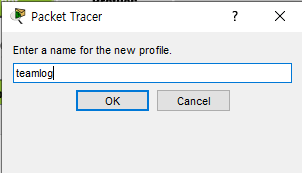 Packet Tracer
Enter a name for the new profile.
teamlog
OK
Cancel